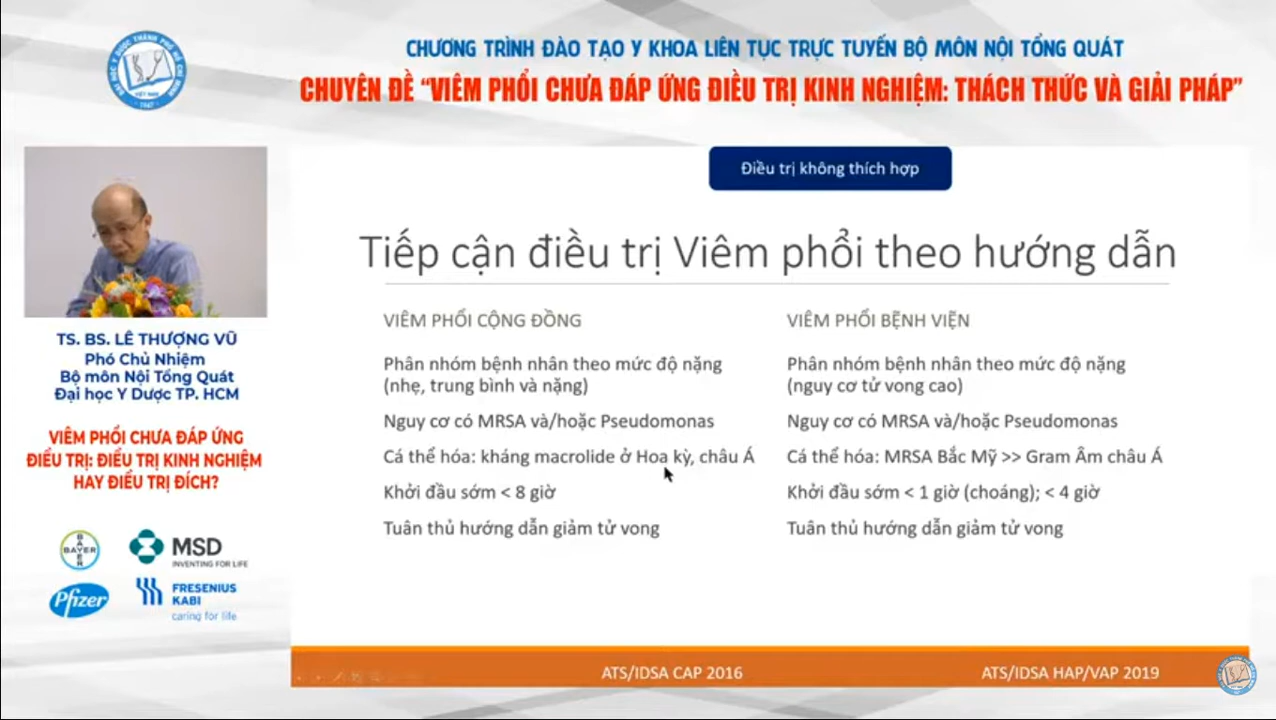 CHƯƠNG TRÌNH ĐÀO TẠO Y KHOA LIÊN TỤC TRỰC TUYẾN BỘ MÔN NỘI TỔNG QUÁT
CHUYÊN ĐỀ “VIÊM PHỔI CHƯA ĐÁP ỨNG ĐIỀU TRỊ KINH NGHIỆM: THÁCH THỨC VÀ GIẢI PHÁP”
Điều trị không thích hợp
Tiếp cận điều trị Viêm phổi theo hướng dẫn
VIÊM PHỔI CỘNG ĐỒNG
Phân nhóm bệnh nhân theo mức độ nặng
(nhẹ, trung bình và nặng)
Nguy cơ có MRSA và/hoặc Pseudomonas
Cá thể hóa: kháng macrolide ở Hoa kỳ, châu Á
Khởi đầu sớm < 8 giờ
Tuân thủ hướng dẫn giảm tử vong
VIÊM PHỔI BỆNH VIỆN
Phân nhóm bệnh nhân theo mức độ nặng
(nguy cơ tử vong cao)
Nguy cơ có MRSA và/hoặc Pseudomonas
Cá thể hóa: MRSA Bắc Mỹ >> Gram Âm châu Á
Khởi đầu sớm < 1 giờ (choáng); < 4 giờ
Tuân thủ hướng dẫn giảm tử vong
ATS/IDSA CAP 2016
ATS/IDSA HAP/VAP 2019
TS. BS. LÊ THƯỢNG VŨ
Phó Chủ Nhiệm
Bộ môn Nội Tổng Quát
Đại học Y Dược TP. HCM
VIÊM PHỔI CHƯA ĐÁP ỨNG
ĐIỀU TRỊ: ĐIỀU TRỊ KINH NGHIỆM
HAY ĐIỀU TRỊ ĐÍCH?
BAYER
MSD
INVENTING FOR LIFE
Pfizer
FRESENIUS
KABI
caring for life